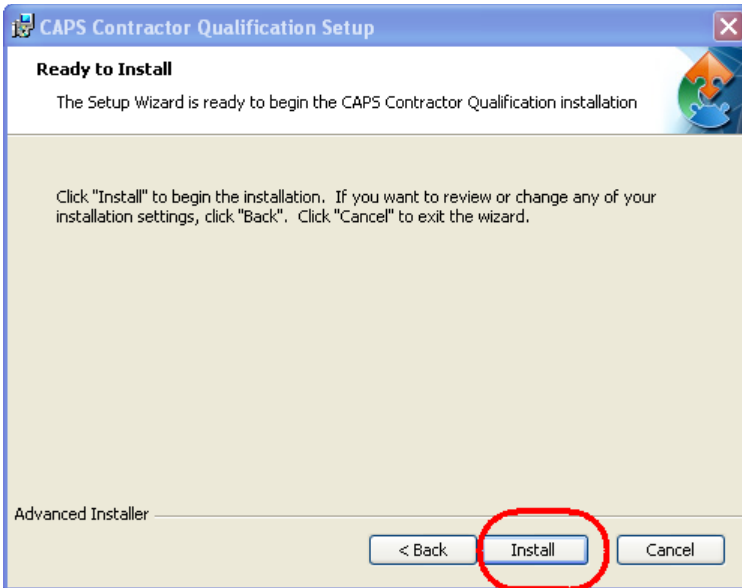 CAPS Contractor Qualification Setup
Ready to Install
The Setup Wizard is ready to begin the CAPS Contractor Qualification installation
Click "Install" to begin the installation.  If you want to review or change any of your
installation settings, click "Back".  Click "Cancel" to exit the wizard.
Advanced Installer
< Back Install Cancel